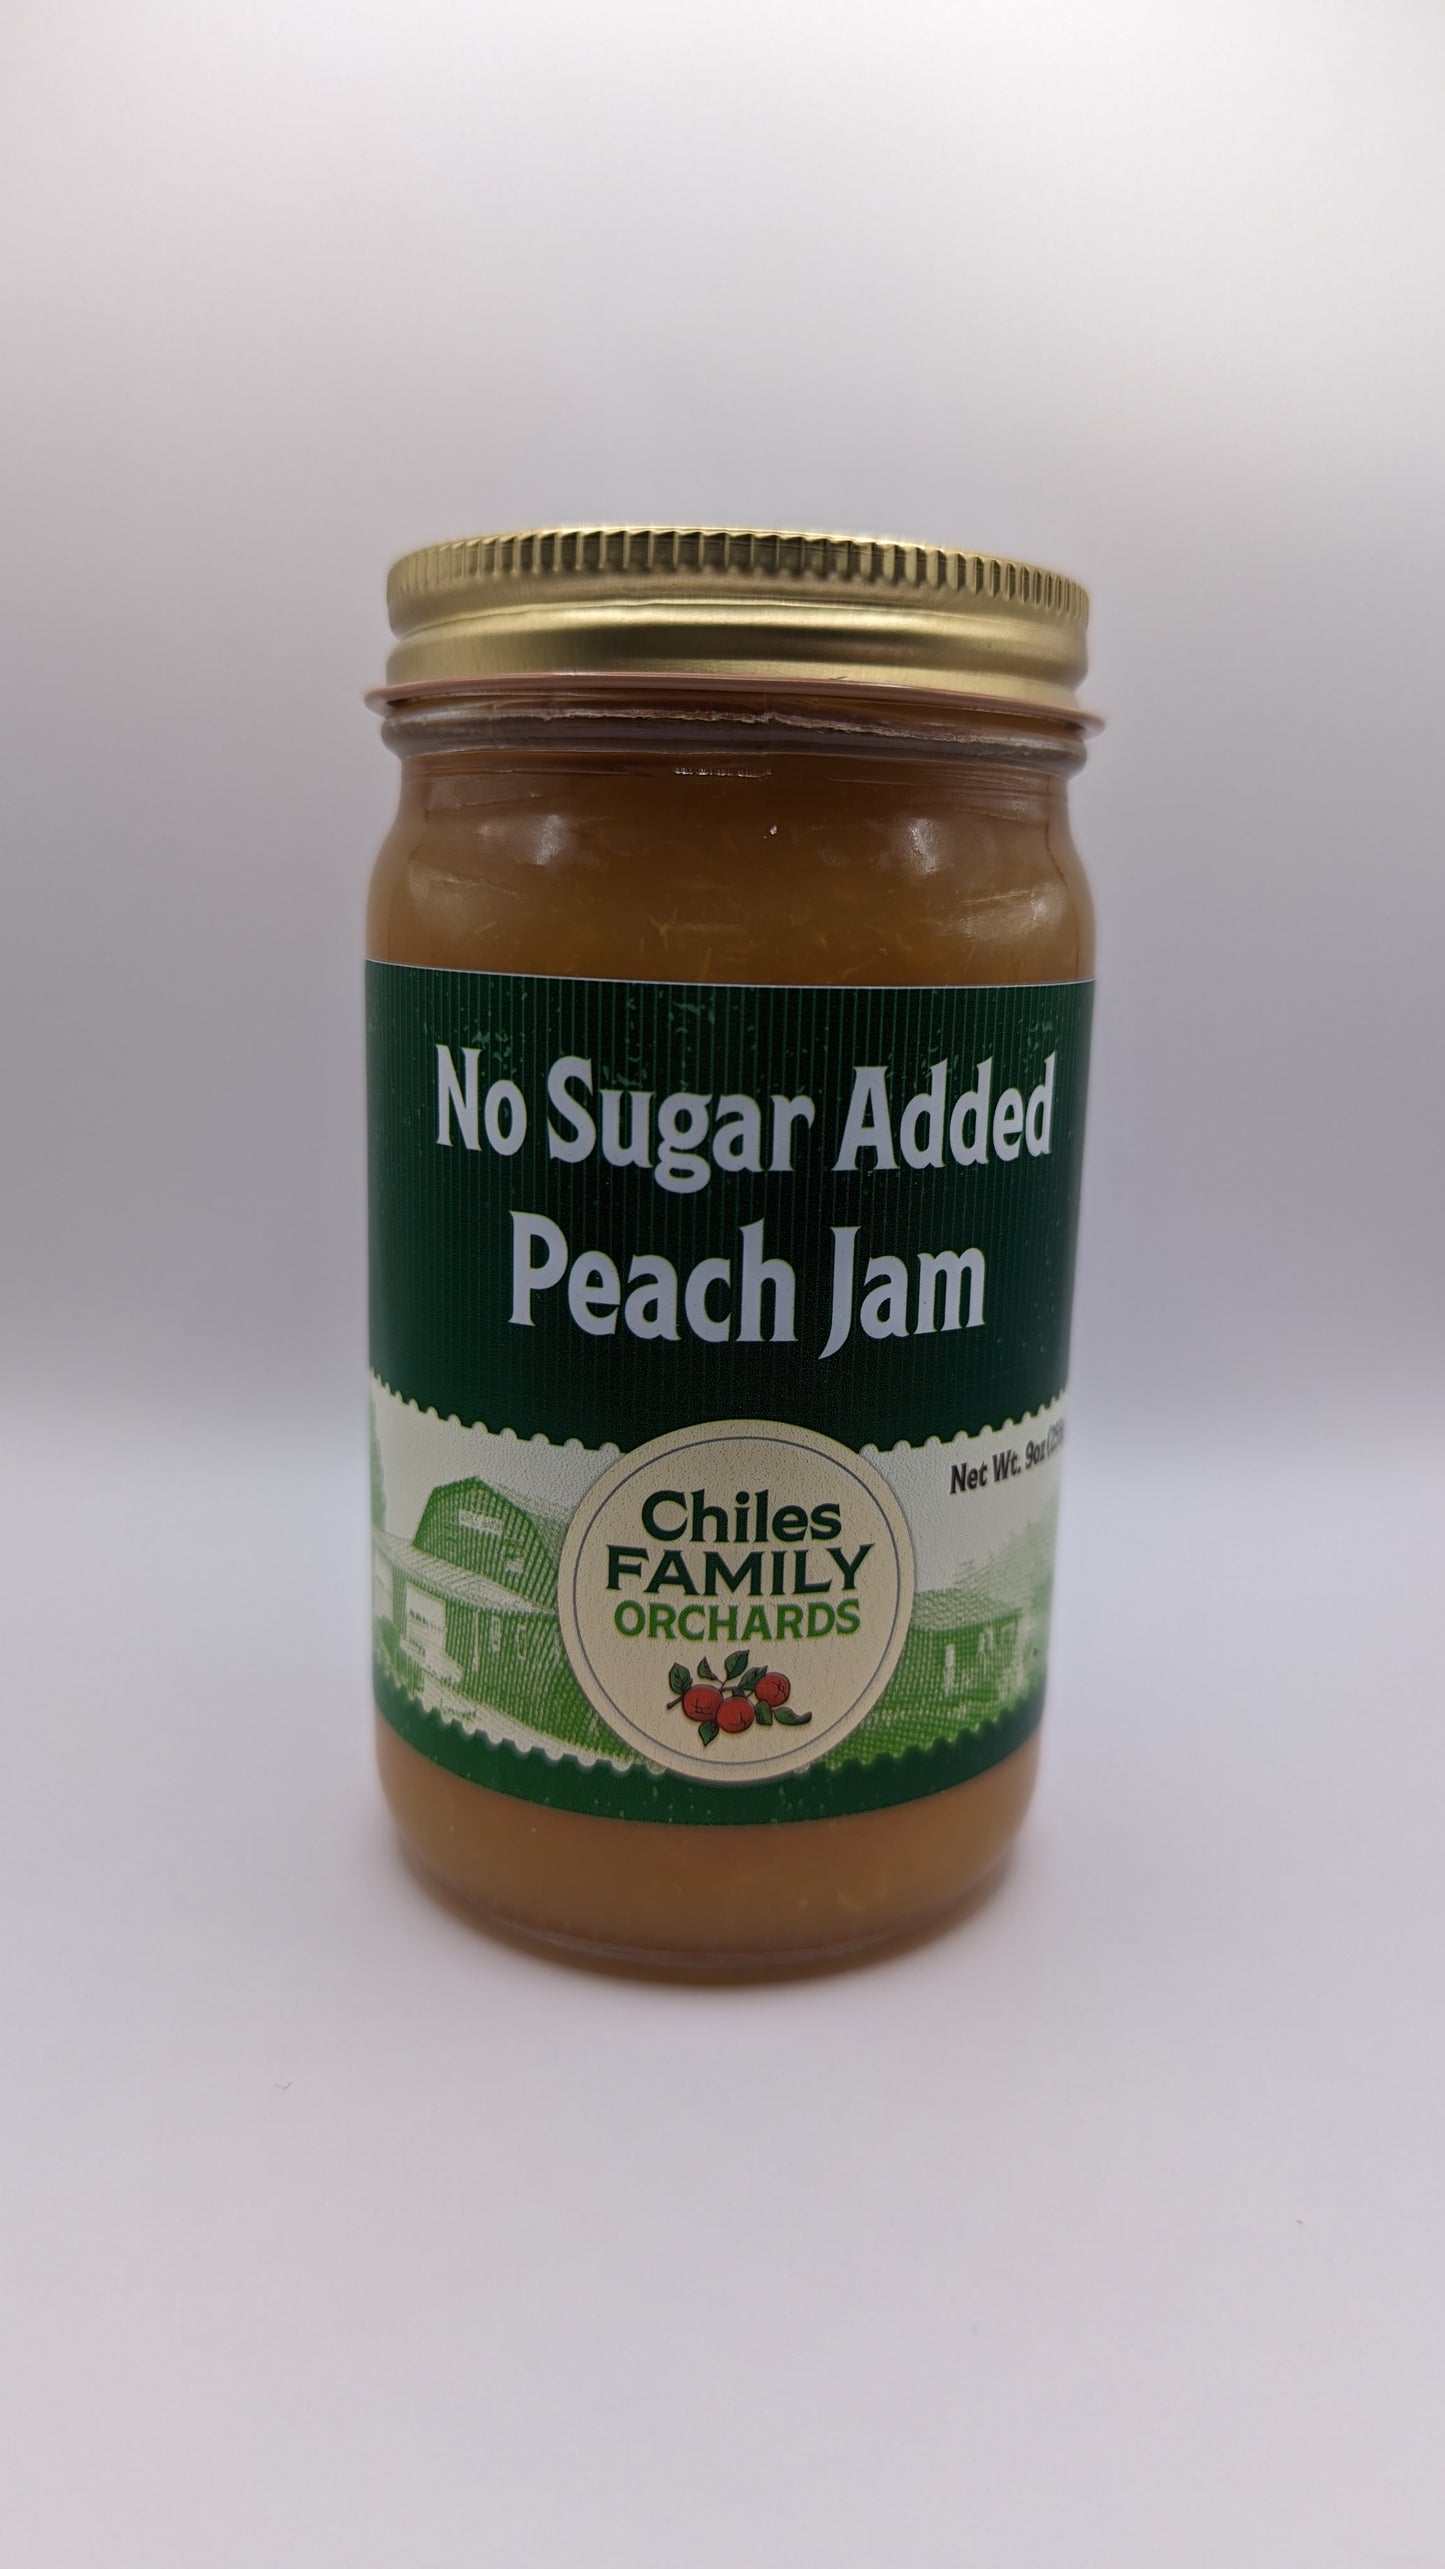 No Sugar Added
Peach Jam
Net Wt. 9oz
Chiles
FAMILY
ORCHARDS